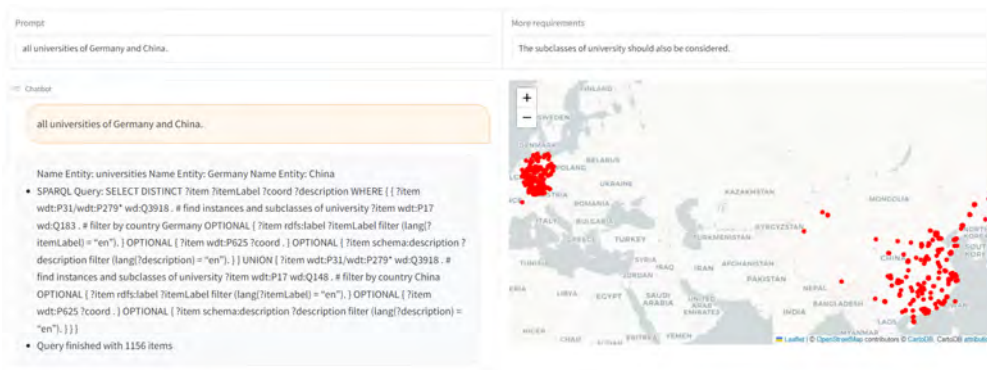 Prompt
all universities of Germany and China.
More requirements
The subclasses of university should also be considered.
Chatbot
all universities of Germany and China.
Name Entity: universities Name Entity: Germany Name Entity: China
• SPARQL Query: SELECT DISTINCT ?item ?itemLabel ?coord ?description WHERE { { ?item
wdt:P31/wdt:P279* wd:Q3918 . # find instances and subclasses of university ?item wdt:P17
wd:Q183 . # filter by country Germany OPTIONAL { ?item rdfs:label ?itemLabel filter (lang(?
itemLabel) = “en”). } OPTIONAL { ?item wdt:P625 ?coord . } OPTIONAL { ?item schema:description ?
description filter (lang(?description) = “en”). } } UNION { ?item wdt:P31/wdt:P279* wd:Q3918 . #
find instances and subclasses of university ?item wdt:P17 wd:Q148 . # filter by country China
OPTIONAL { ?item rdfs:label ?itemLabel filter (lang(?itemLabel) = “en”). } OPTIONAL { ?item
wdt:P625 ?coord . } OPTIONAL { ?item schema:description ?description filter (lang(?description) =
“en”). } } }
• Query finished with 1156 items
+
−
FINLAND
SWEDEN
DENMARK
BELARUS
POLAND
UKRAINE
KAZAKHSTAN
MONGOLIA
ROMANIA
ITALY
BULGARIA
KYRGYZSTAN
GREECE
TURKEY
TURKMENISTAN
CHINA
SYRIA
IRAQ
IRAN
AFGHANISTAN
JORDAN
PAKISTAN
NEPAL
LIBYA
EGYPT
SAUDI
ARABIA
UNITED
ARAB
EMIRATES
INDIA
BANGLADESH
LAOS
MYANMAR
NIGER
CHAD
SUDAN
ERITREA
YEMEN
Leaflet | © OpenStreetMap contributors © CartoDB, CartoDB